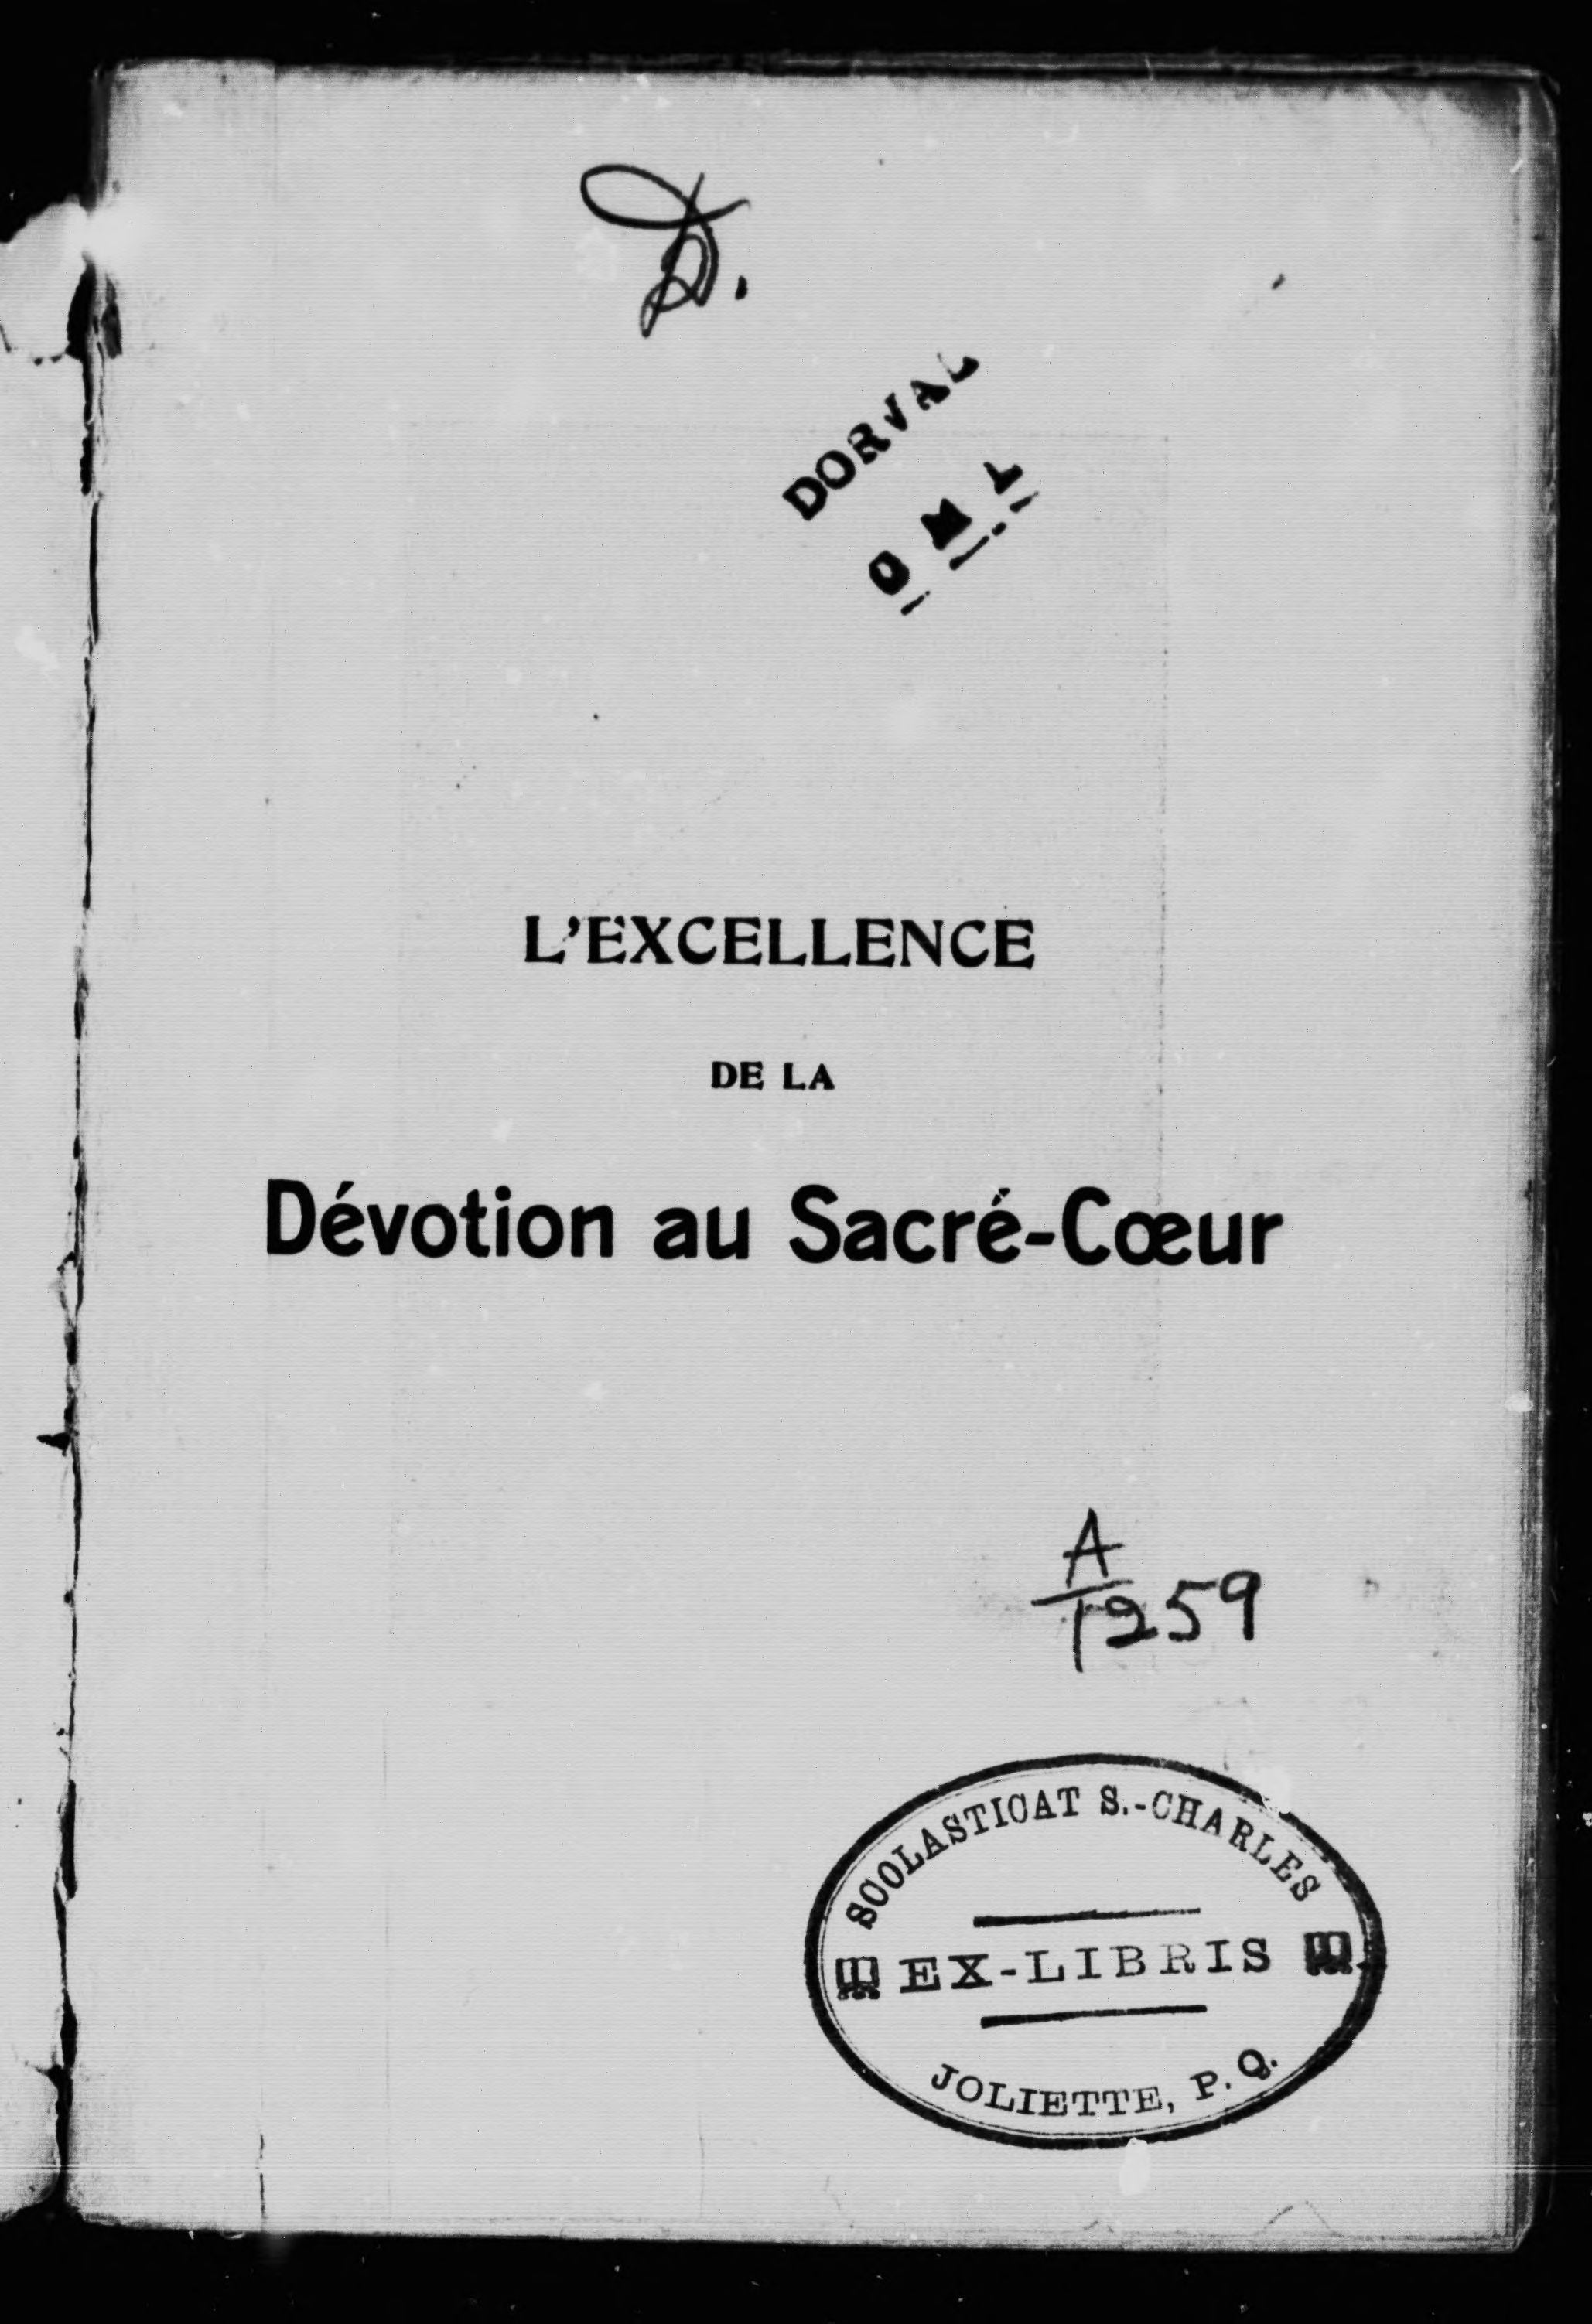 D.
DORVAL
O M I
L'EXCELLENCE
DE LA
Dévotion au Sacré-Cœur
A
1259
SCOLASTICAT S.-CHARLES
EX-LIBRIS
JOLIETTE, P. Q.